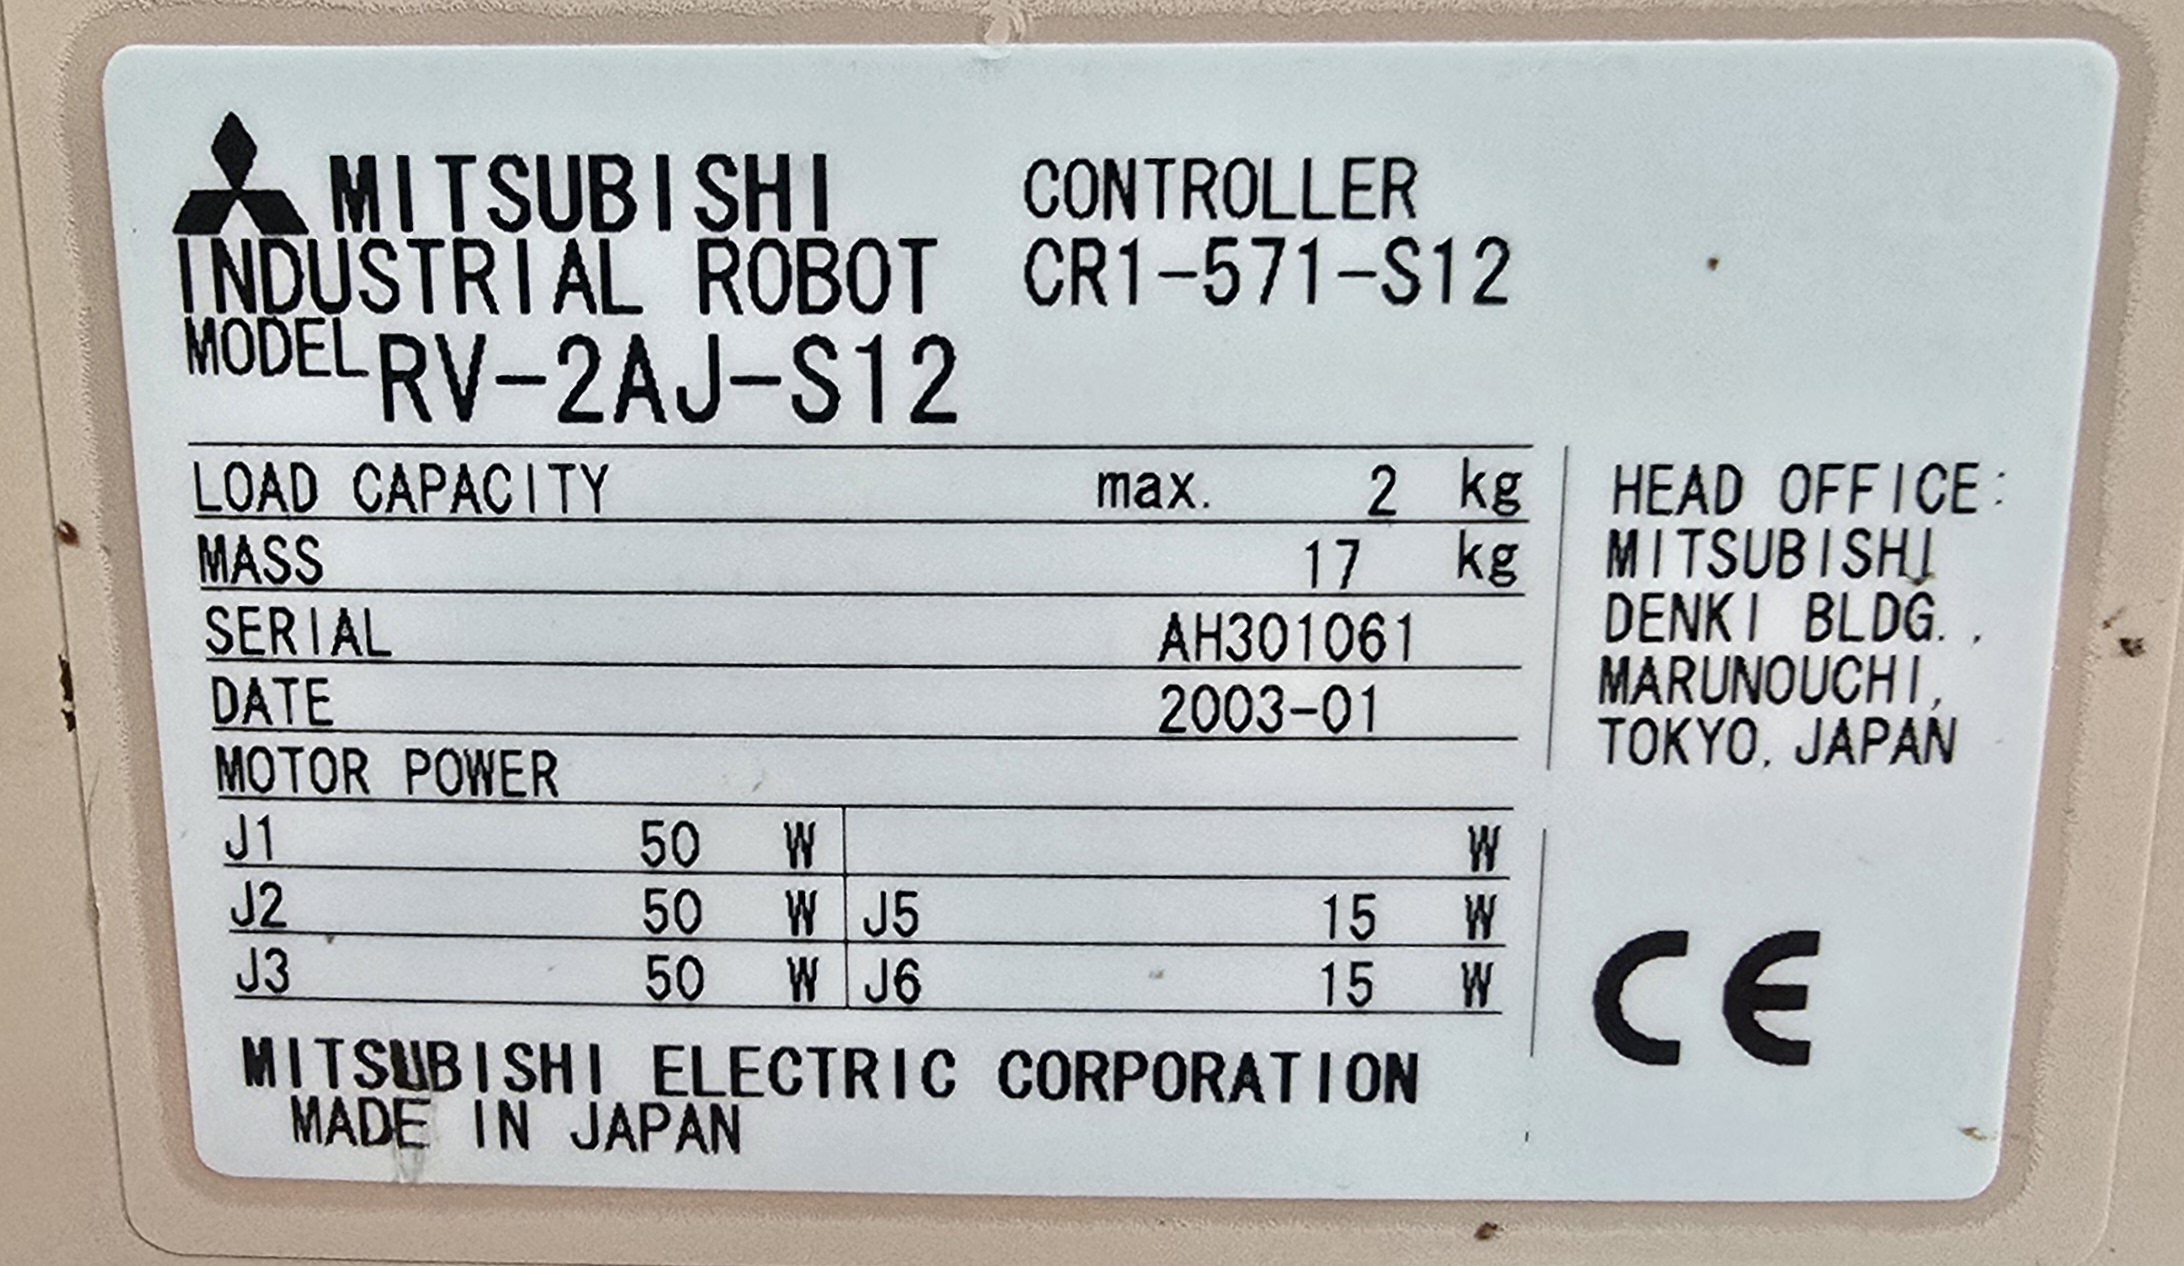 MITSUBISHI
INDUSTRIAL ROBOT
MODEL RV-2AJ-S12
CONTROLLER
CR1-571-S12
LOAD CAPACITY max. 2 kg
MASS 17 kg
SERIAL AH301061
DATE 2003-01
MOTOR POWER
J1 50 W W
J2 50 W J5 15 W
J3 50 W J6 15 W
HEAD OFFICE:
MITSUBISHI
DENKI BLDG.,
MARUNOUCHI,
TOKYO, JAPAN
CE
MITSUBISHI ELECTRIC CORPORATION
MADE IN JAPAN